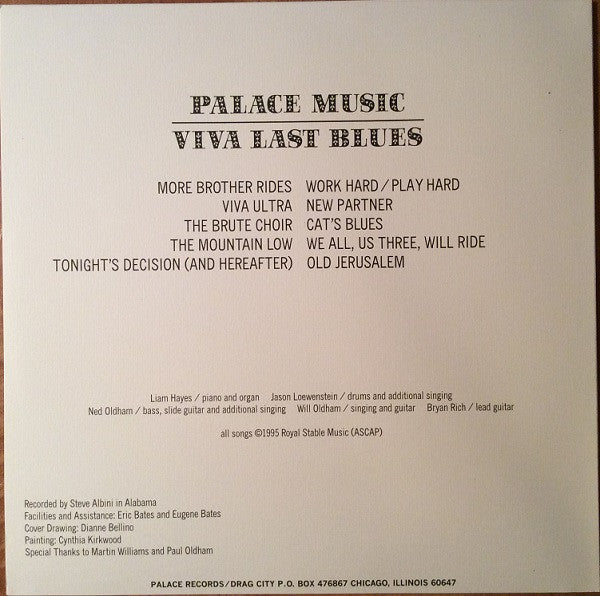 PALACE MUSIC
VIVA LAST BLUES
MORE BROTHER RIDES
VIVA ULTRA
THE BRUTE CHOIR
THE MOUNTAIN LOW
TONIGHT'S DECISION (AND HEREAFTER)
WORK HARD / PLAY HARD
NEW PARTNER
CAT'S BLUES
WE ALL, US THREE, WILL RIDE
OLD JERUSALEM
Liam Hayes / piano and organ Jason Loewenstein / drums and additional singing
Ned Oldham / bass, slide guitar and additional singing Will Oldham / singing and guitar Bryan Rich / lead guitar
all songs ©1995 Royal Stable Music (ASCAP)
Recorded by Steve Albini in Alabama
Facilities and Assistance: Eric Bates and Eugene Bates
Cover Drawing: Dianne Bellino
Painting: Cynthia Kirkwood
Special Thanks to Martin Williams and Paul Oldham
PALACE RECORDS/DRAG CITY P.O. BOX 476867 CHICAGO, ILLINOIS 60647